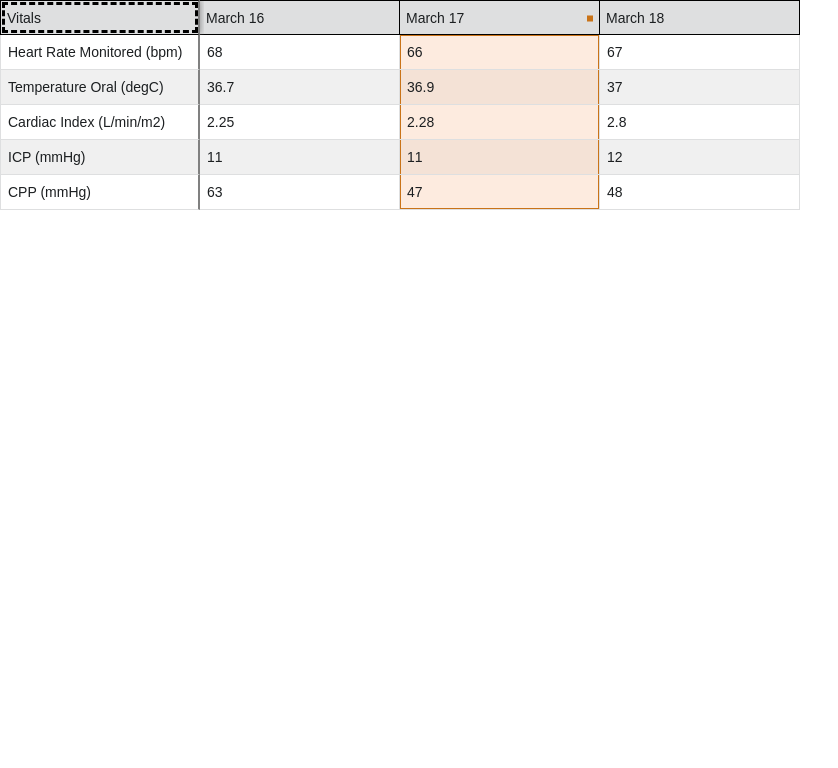 Vitals March 16 March 17 March 18
Heart Rate Monitored (bpm) 68 66 67
Temperature Oral (degC) 36.7 36.9 37
Cardiac Index (L/min/m2) 2.25 2.28 2.8
ICP (mmHg) 11 11 12
CPP (mmHg) 63 47 48